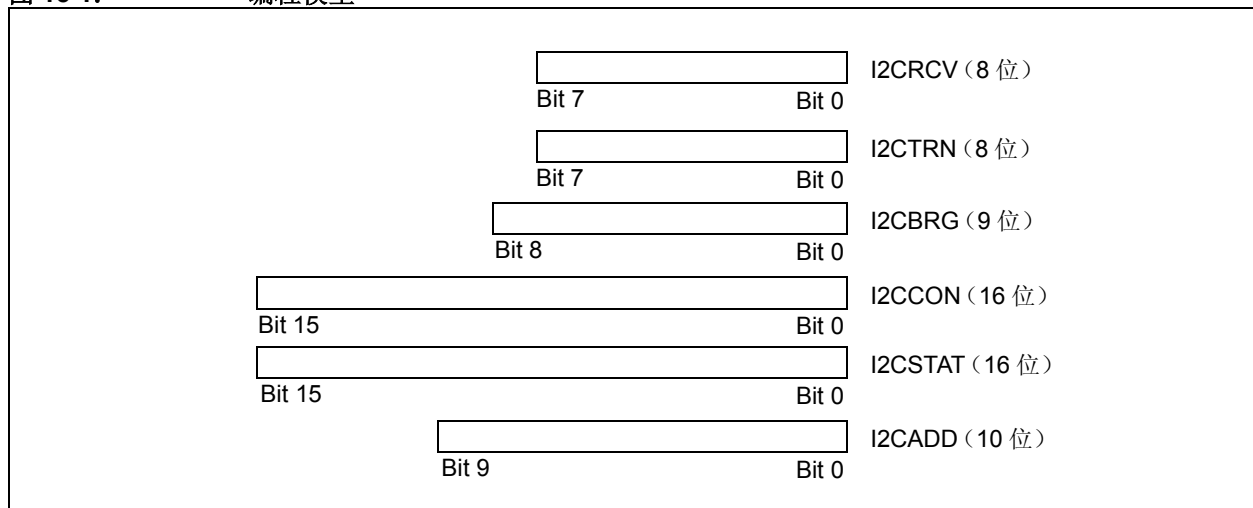 I2CRCV（8 位）
Bit 7 Bit 0
I2CTRN（8 位）
Bit 7 Bit 0
I2CBRG（9 位）
Bit 8 Bit 0
I2CCON（16 位）
Bit 15 Bit 0
I2CSTAT（16 位）
Bit 15 Bit 0
I2CADD（10 位）
Bit 9 Bit 0